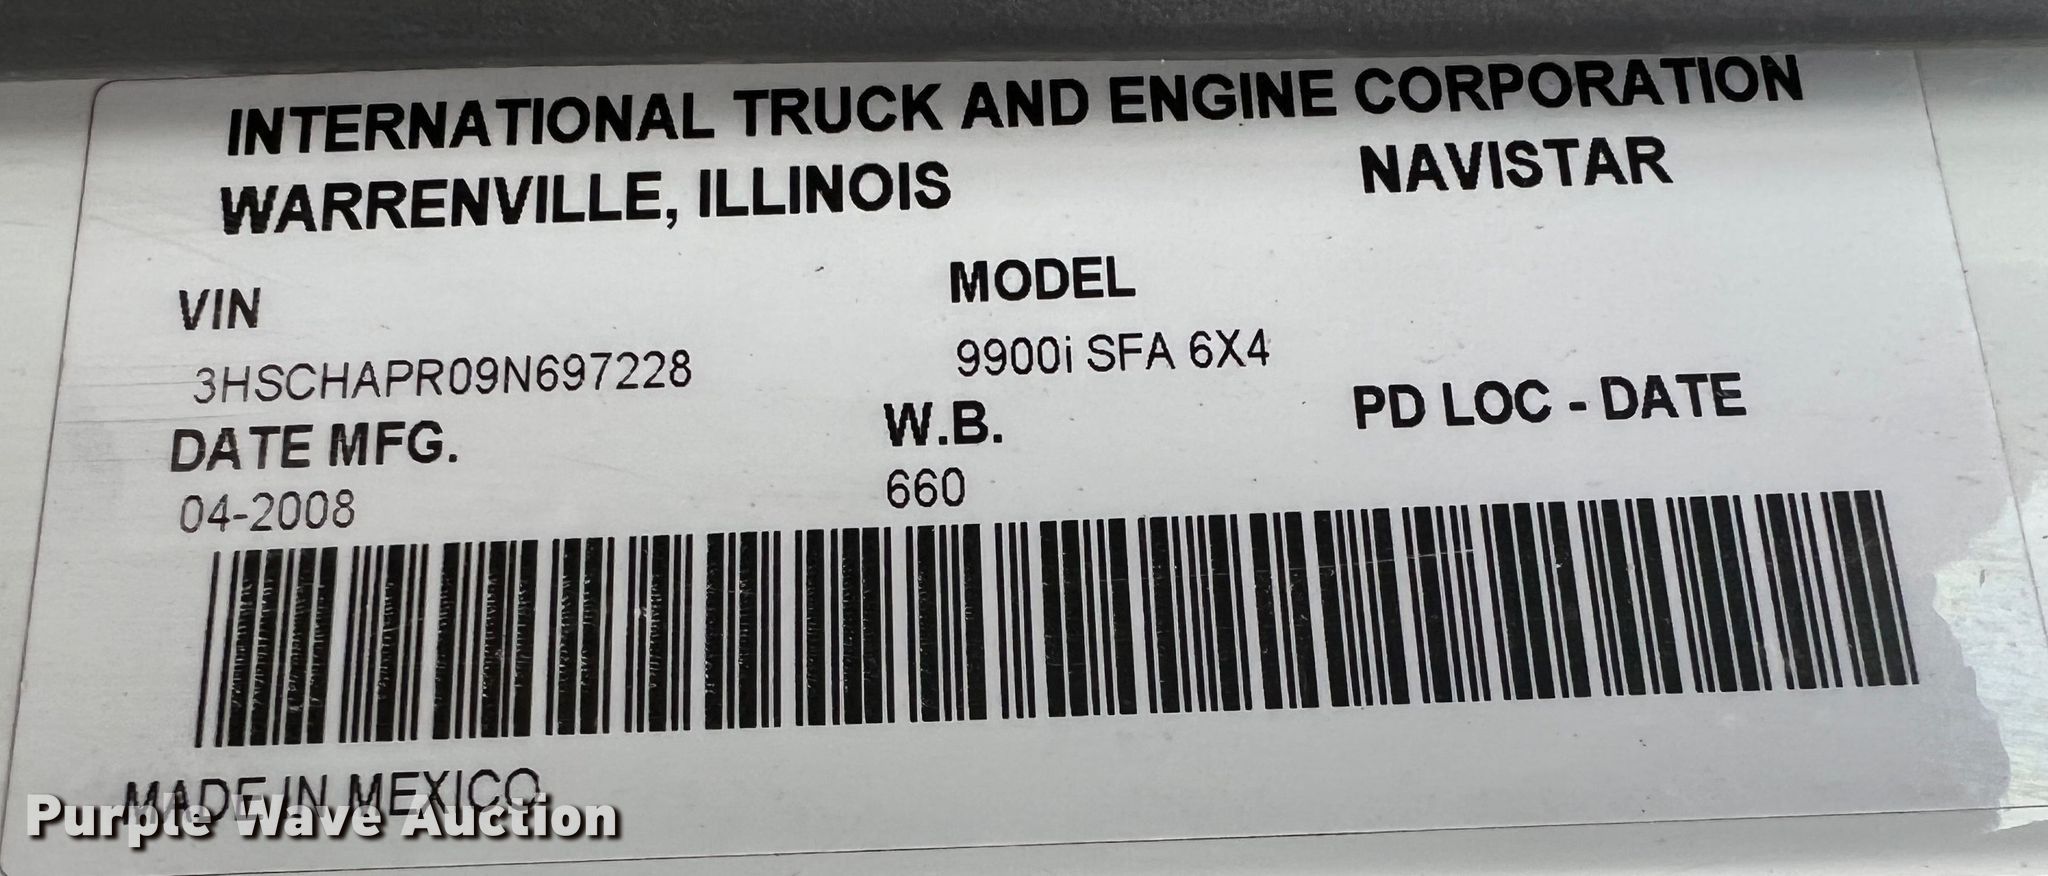 INTERNATIONAL TRUCK AND ENGINE CORPORATION
WARRENVILLE, ILLINOIS NAVISTAR
VIN MODEL
3HSCHAPR09N697228 9900i SFA 6X4
DATE MFG. W.B. PD LOC - DATE
04-2008 660
MADE IN MEXICO
Purple Wave Auction